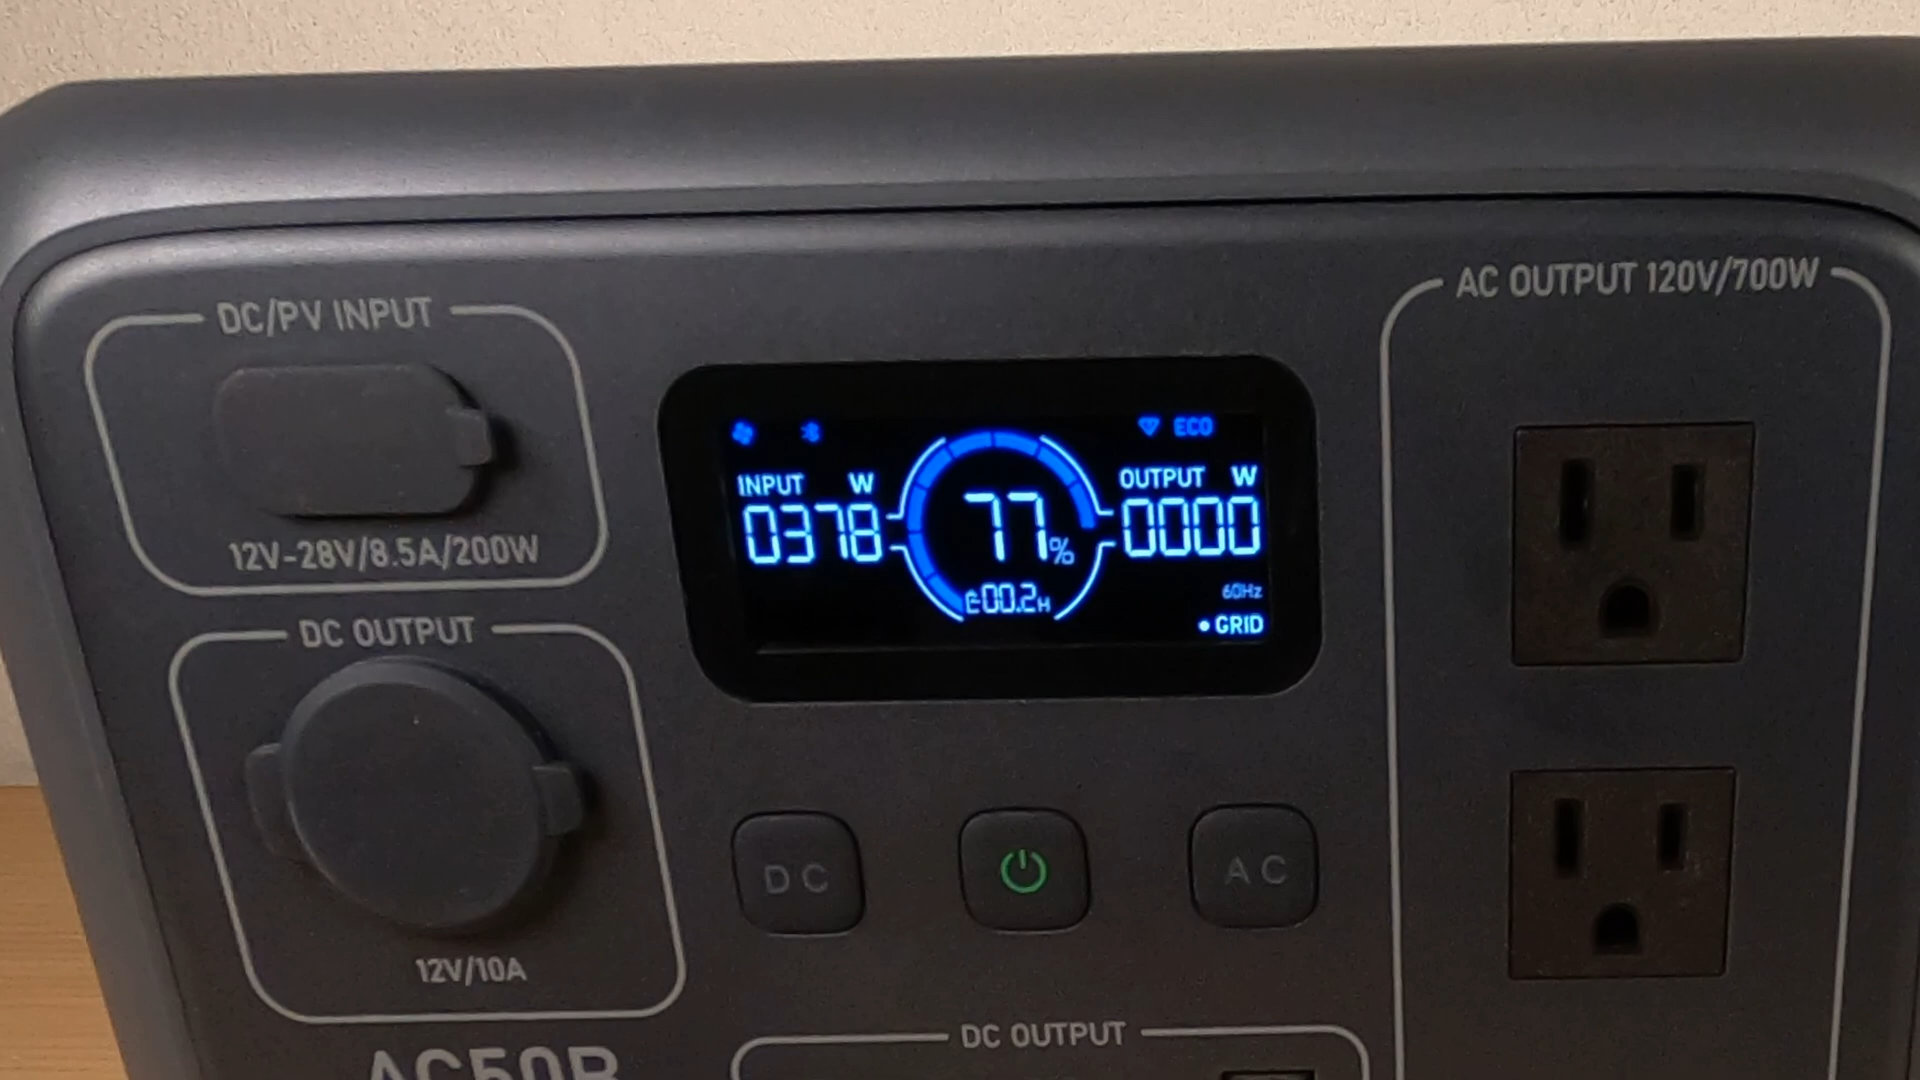 DC/PV INPUT
12V-28V/8.5A/200W
DC OUTPUT
12V/10A
ECO
INPUT W
0378
77%
00.2H
OUTPUT W
0000
60Hz
GRID
DC
AC
AC OUTPUT 120V/700W
DC OUTPUT
AC50B